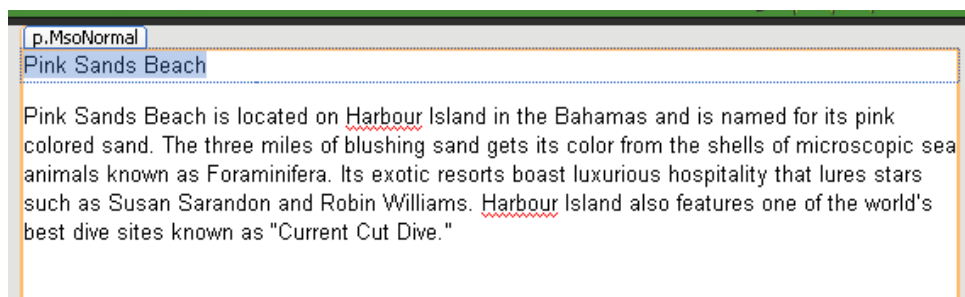 p.MsoNormal
Pink Sands Beach
Pink Sands Beach is located on Harbour Island in the Bahamas and is named for its pink
colored sand. The three miles of blushing sand gets its color from the shells of microscopic sea
animals known as Foraminifera. Its exotic resorts boast luxurious hospitality that lures stars
such as Susan Sarandon and Robin Williams. Harbour Island also features one of the world's
best dive sites known as "Current Cut Dive."